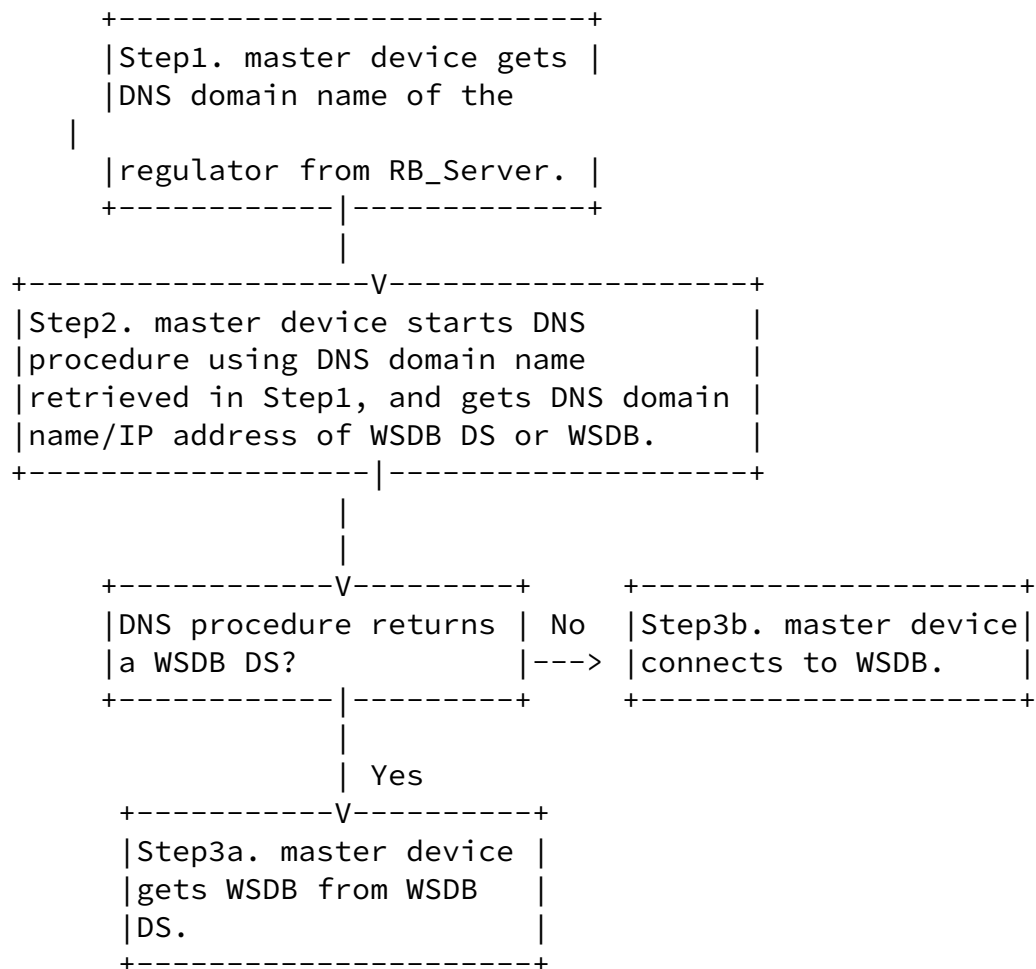 Step1. master device gets
DNS domain name of the
regulator from RB_Server.
Step2. master device starts DNS
procedure using DNS domain name
retrieved in Step1, and gets DNS domain
name/IP address of WSDB DS or WSDB.
DNS procedure returns No Step3b. master device
a WSDB DS? ---> connects to WSDB.
Yes
Step3a. master device
gets WSDB from WSDB
DS.